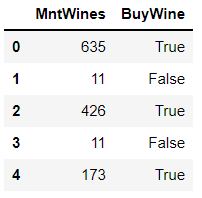 MntWines BuyWine
0 635 True
1 11 False
2 426 True
3 11 False
4 173 True